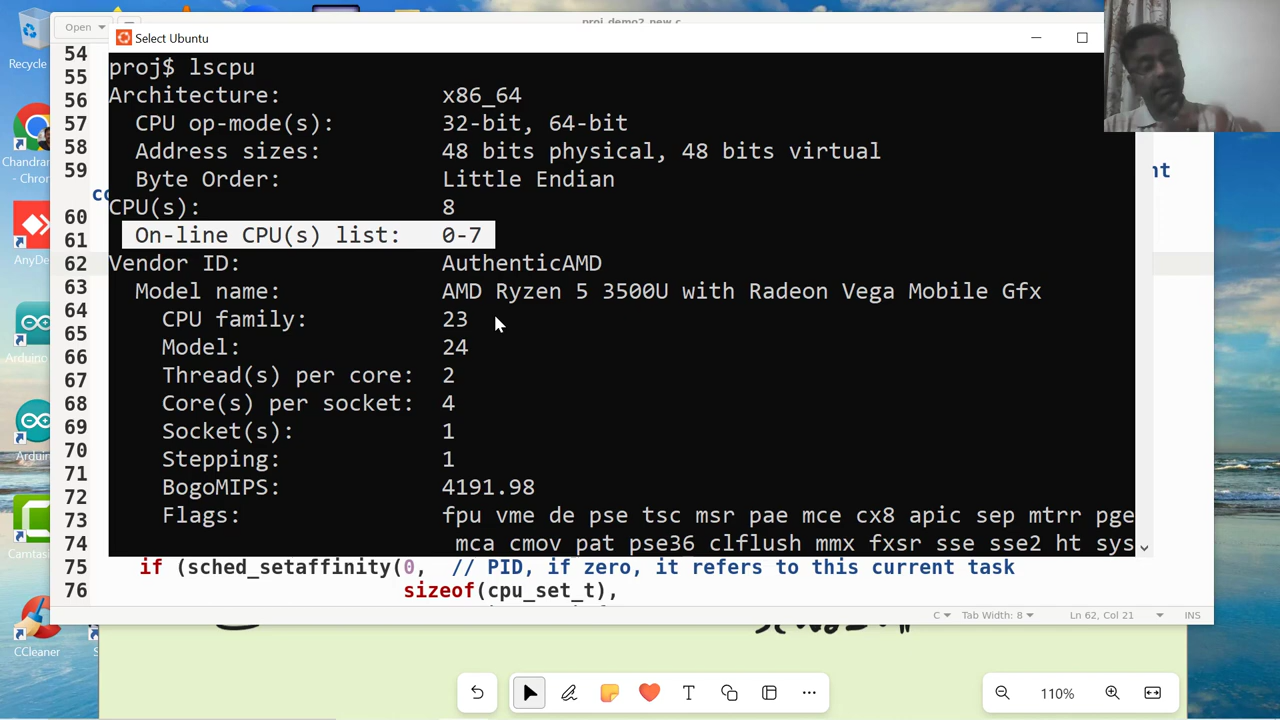 proj_demo2_new.c
Recycle
Open
Select Ubuntu
54
55
56
57
58
59
60
61
62
63
64
65
66
67
68
69
70
71
72
73
74
75
76
proj$ lscpu
Architecture: x86_64
CPU op-mode(s): 32-bit, 64-bit
Address sizes: 48 bits physical, 48 bits virtual
Byte Order: Little Endian
CPU(s): 8
On-line CPU(s) list: 0-7
Vendor ID: AuthenticAMD
Model name: AMD Ryzen 5 3500U with Radeon Vega Mobile Gfx
CPU family: 23
Model: 24
Thread(s) per core: 2
Core(s) per socket: 4
Socket(s): 1
Stepping: 1
BogoMIPS: 4191.98
Flags: fpu vme de pse tsc msr pae mce cx8 apic sep mtrr pge
mca cmov pat pse36 clflush mmx fxsr sse sse2 ht sys
if (sched_setaffinity(0, // PID, if zero, it refers to this current task
sizeof(cpu_set_t),
C Tab Width: 8 Ln 62, Col 21 INS
Chandran
- Chrom
AnyDe
Arduino
Arduin
Camtasi
CCleaner
T
110%